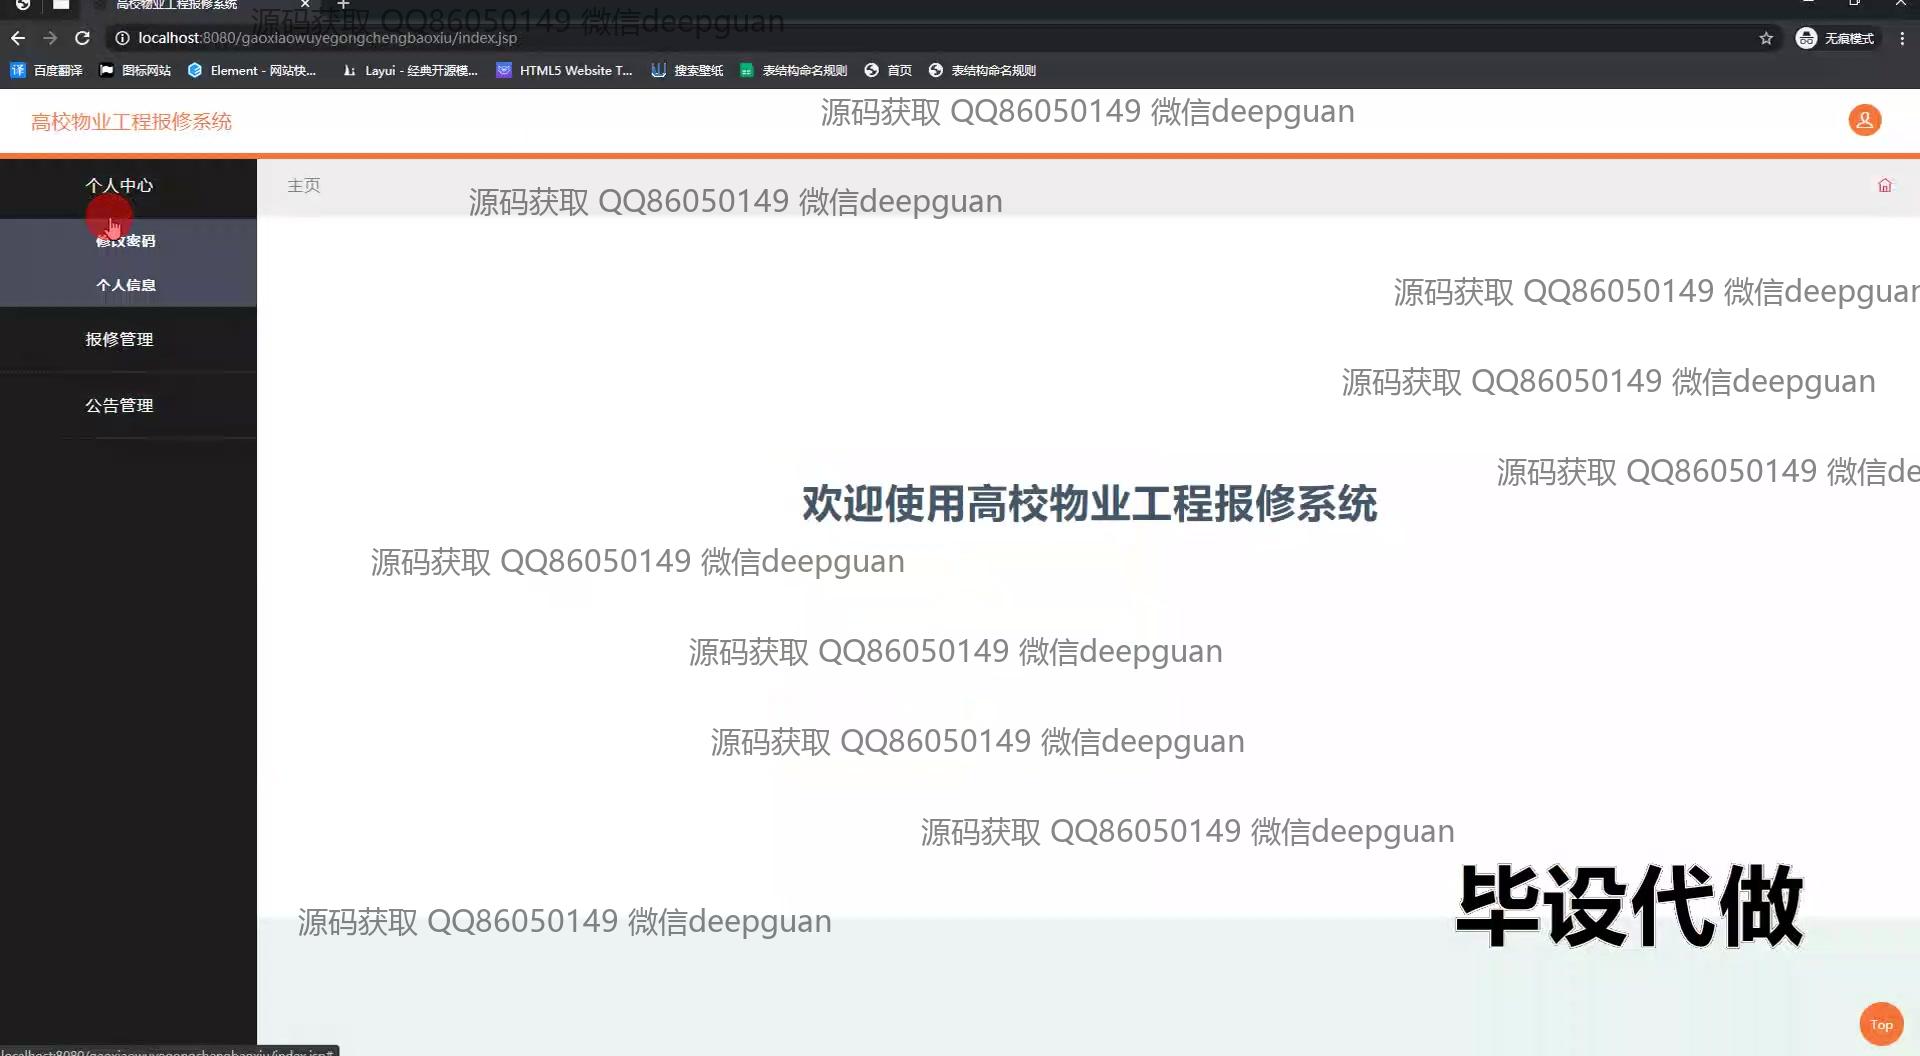 高校物业工程报修系统
源码获取 QQ86050149 微信deepguan
localhost:8080/gaoxiaowuyegongchengbaoxiu/index.jsp
无痕模式
百度翻译 图标网站 Element - 网站快... Layui - 经典开源模... HTML5 Website T... 搜索壁纸 表结构命名规则 首页 表结构命名规则
高校物业工程报修系统
源码获取 QQ86050149 微信deepguan
个人中心
主页
源码获取 QQ86050149 微信deepguan
修改密码
个人信息
源码获取 QQ86050149 微信deepguan
报修管理
源码获取 QQ86050149 微信deepguan
公告管理
源码获取 QQ86050149 微信de
欢迎使用高校物业工程报修系统
源码获取 QQ86050149 微信deepguan
源码获取 QQ86050149 微信deepguan
源码获取 QQ86050149 微信deepguan
源码获取 QQ86050149 微信deepguan
毕设代做
源码获取 QQ86050149 微信deepguan
Top
localhost:8080/gaoxiaowuyegongchengbaoxiu/index.jsp#